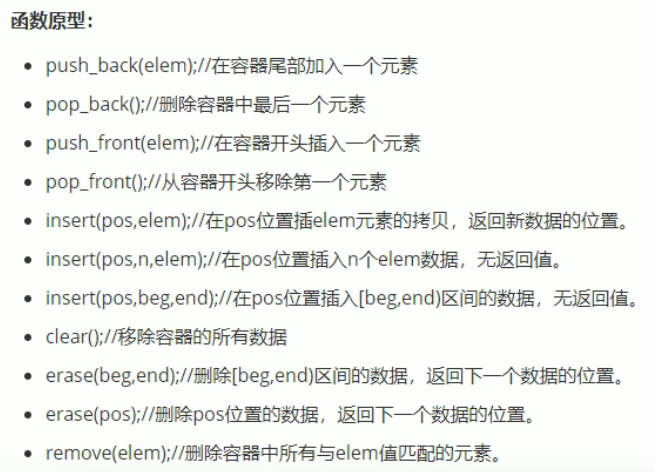 函数原型：
• push_back(elem);//在容器尾部加入一个元素
• pop_back();//删除容器中最后一个元素
• push_front(elem);//在容器开头插入一个元素
• pop_front();//从容器开头移除第一个元素
• insert(pos,elem);//在pos位置插elem元素的拷贝，返回新数据的位置。
• insert(pos,n,elem);//在pos位置插入n个elem数据，无返回值。
• insert(pos,beg,end);//在pos位置插入[beg,end)区间的数据，无返回值。
• clear();//移除容器的所有数据
• erase(beg,end);//删除[beg,end)区间的数据，返回下一个数据的位置。
• erase(pos);//删除pos位置的数据，返回下一个数据的位置。
• remove(elem);//删除容器中所有与elem值匹配的元素。